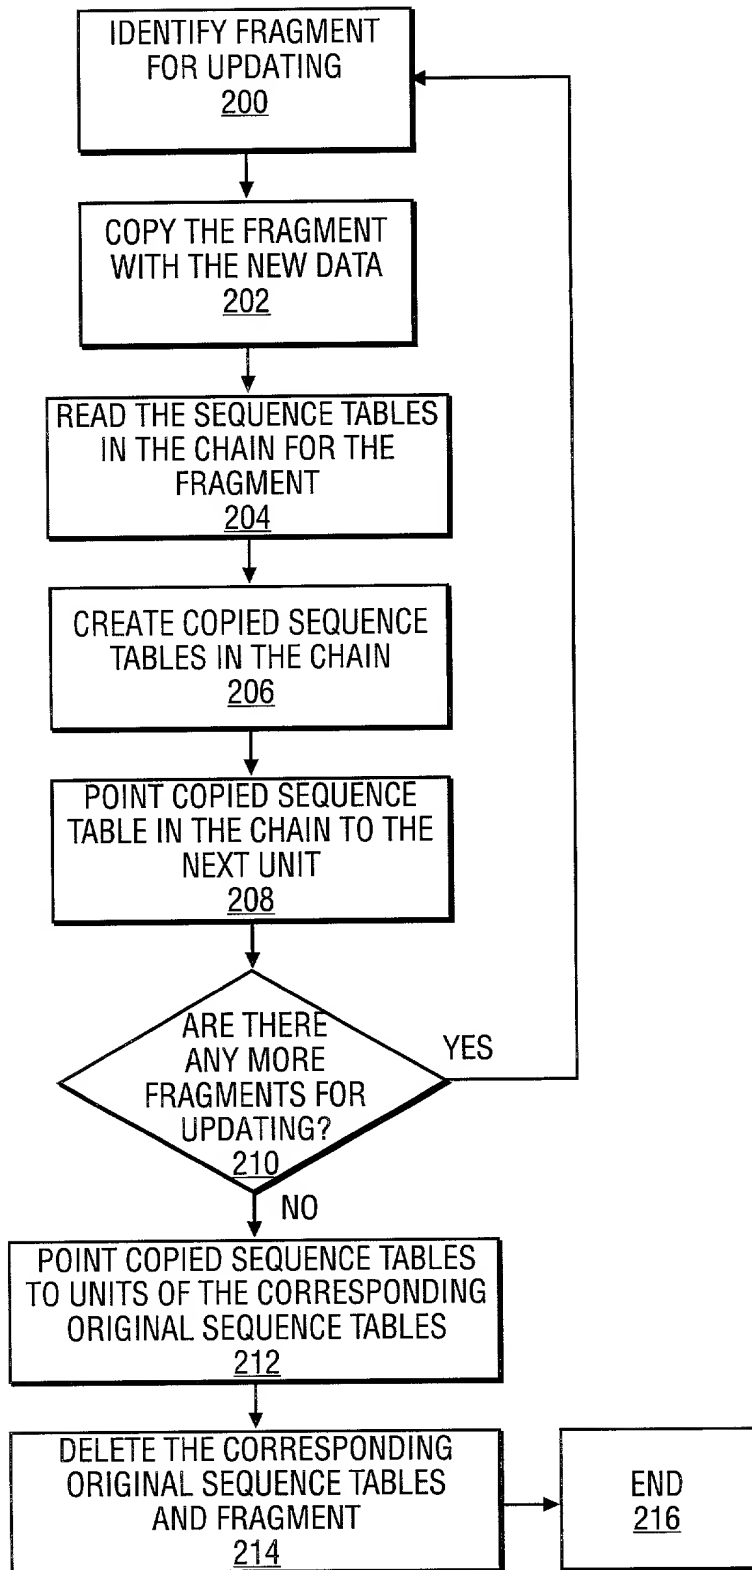 IDENTIFY FRAGMENT
FOR UPDATING
200
COPY THE FRAGMENT
WITH THE NEW DATA
202
READ THE SEQUENCE TABLES
IN THE CHAIN FOR THE
FRAGMENT
204
CREATE COPIED SEQUENCE
TABLES IN THE CHAIN
206
POINT COPIED SEQUENCE
TABLE IN THE CHAIN TO THE
NEXT UNIT
208
ARE THERE
ANY MORE
FRAGMENTS FOR
UPDATING?
210
YES
NO
POINT COPIED SEQUENCE TABLES
TO UNITS OF THE CORRESPONDING
ORIGINAL SEQUENCE TABLES
212
DELETE THE CORRESPONDING
ORIGINAL SEQUENCE TABLES
AND FRAGMENT
214
END
216